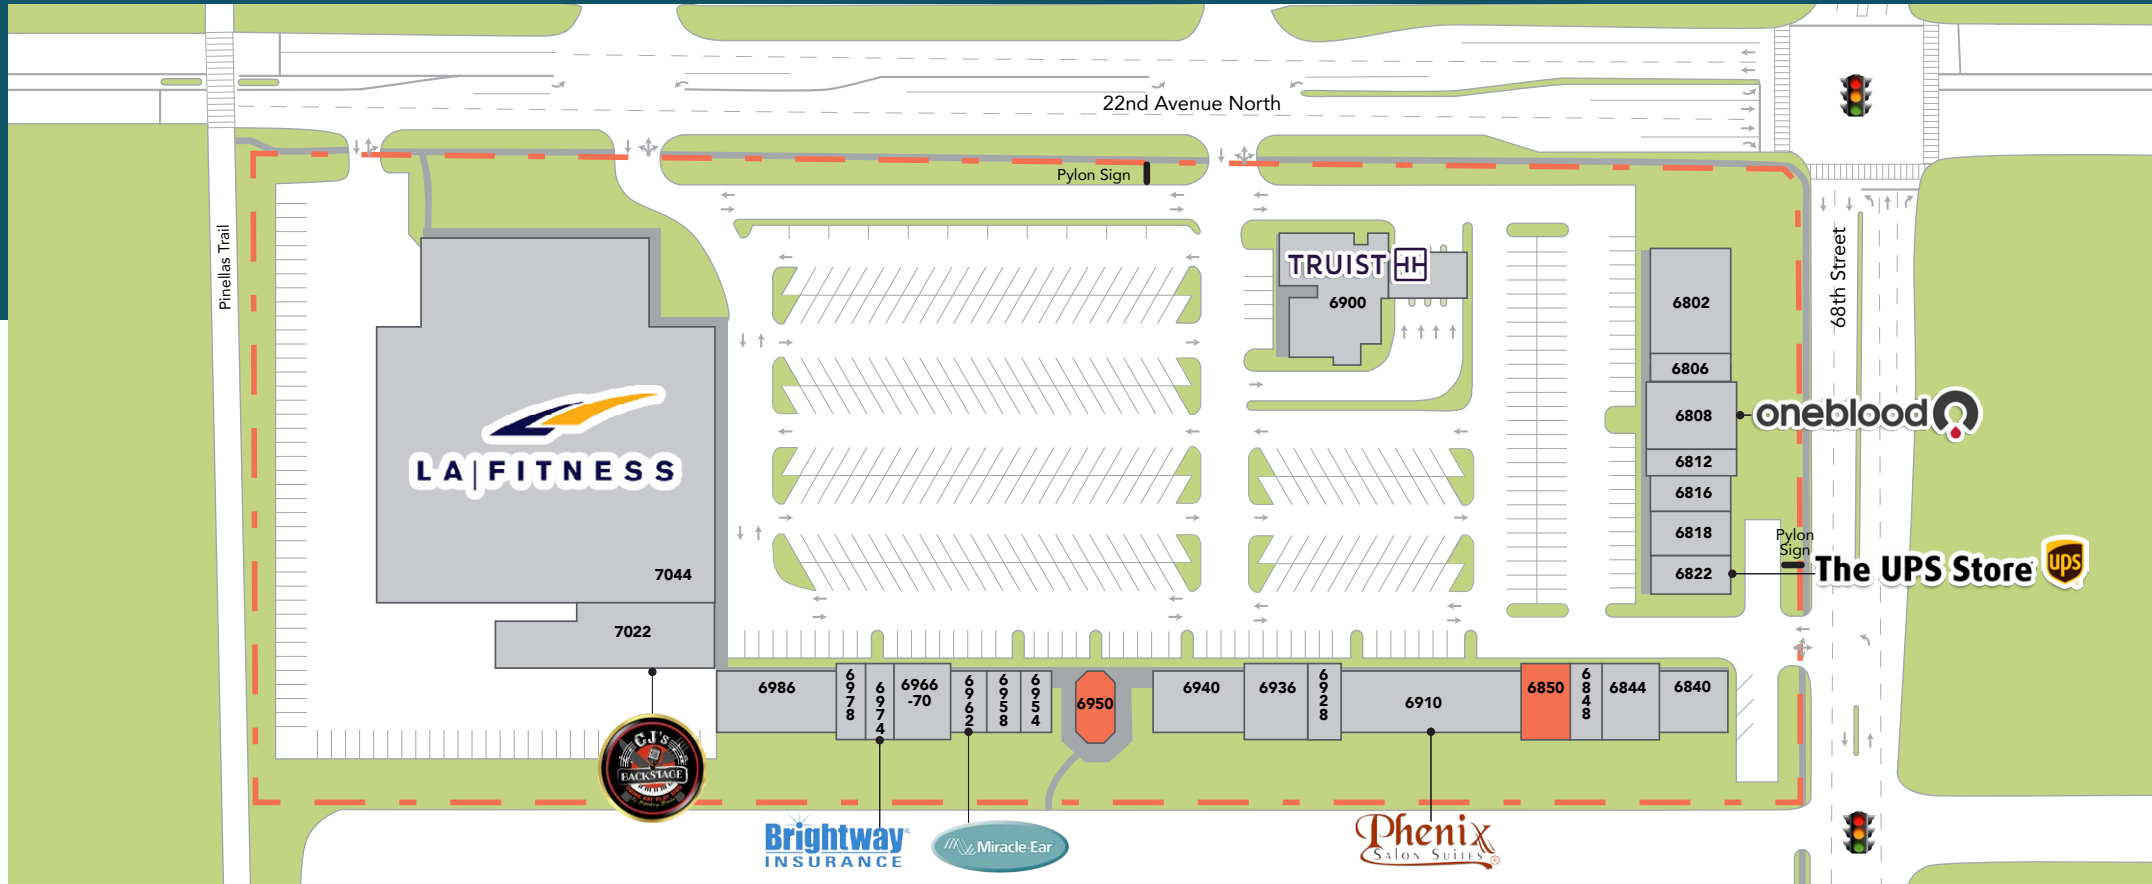 22nd Avenue North
Pylon Sign
Pinellas Trail
68th Street
TRUIST
6900
6802
6806
6808
oneblood
6812
6816
6818
6822
Pylon
Sign
The UPS Store
ups
LA|FITNESS
7044
7022
6986
6978
6974
6966
-70
6962
6958
6954
6950
6940
6936
6928
6910
6850
6848
6844
6840
CJ's
BACKSTAGE
Brightway
INSURANCE
Miracle-Ear
Phenix
SALON SUITES